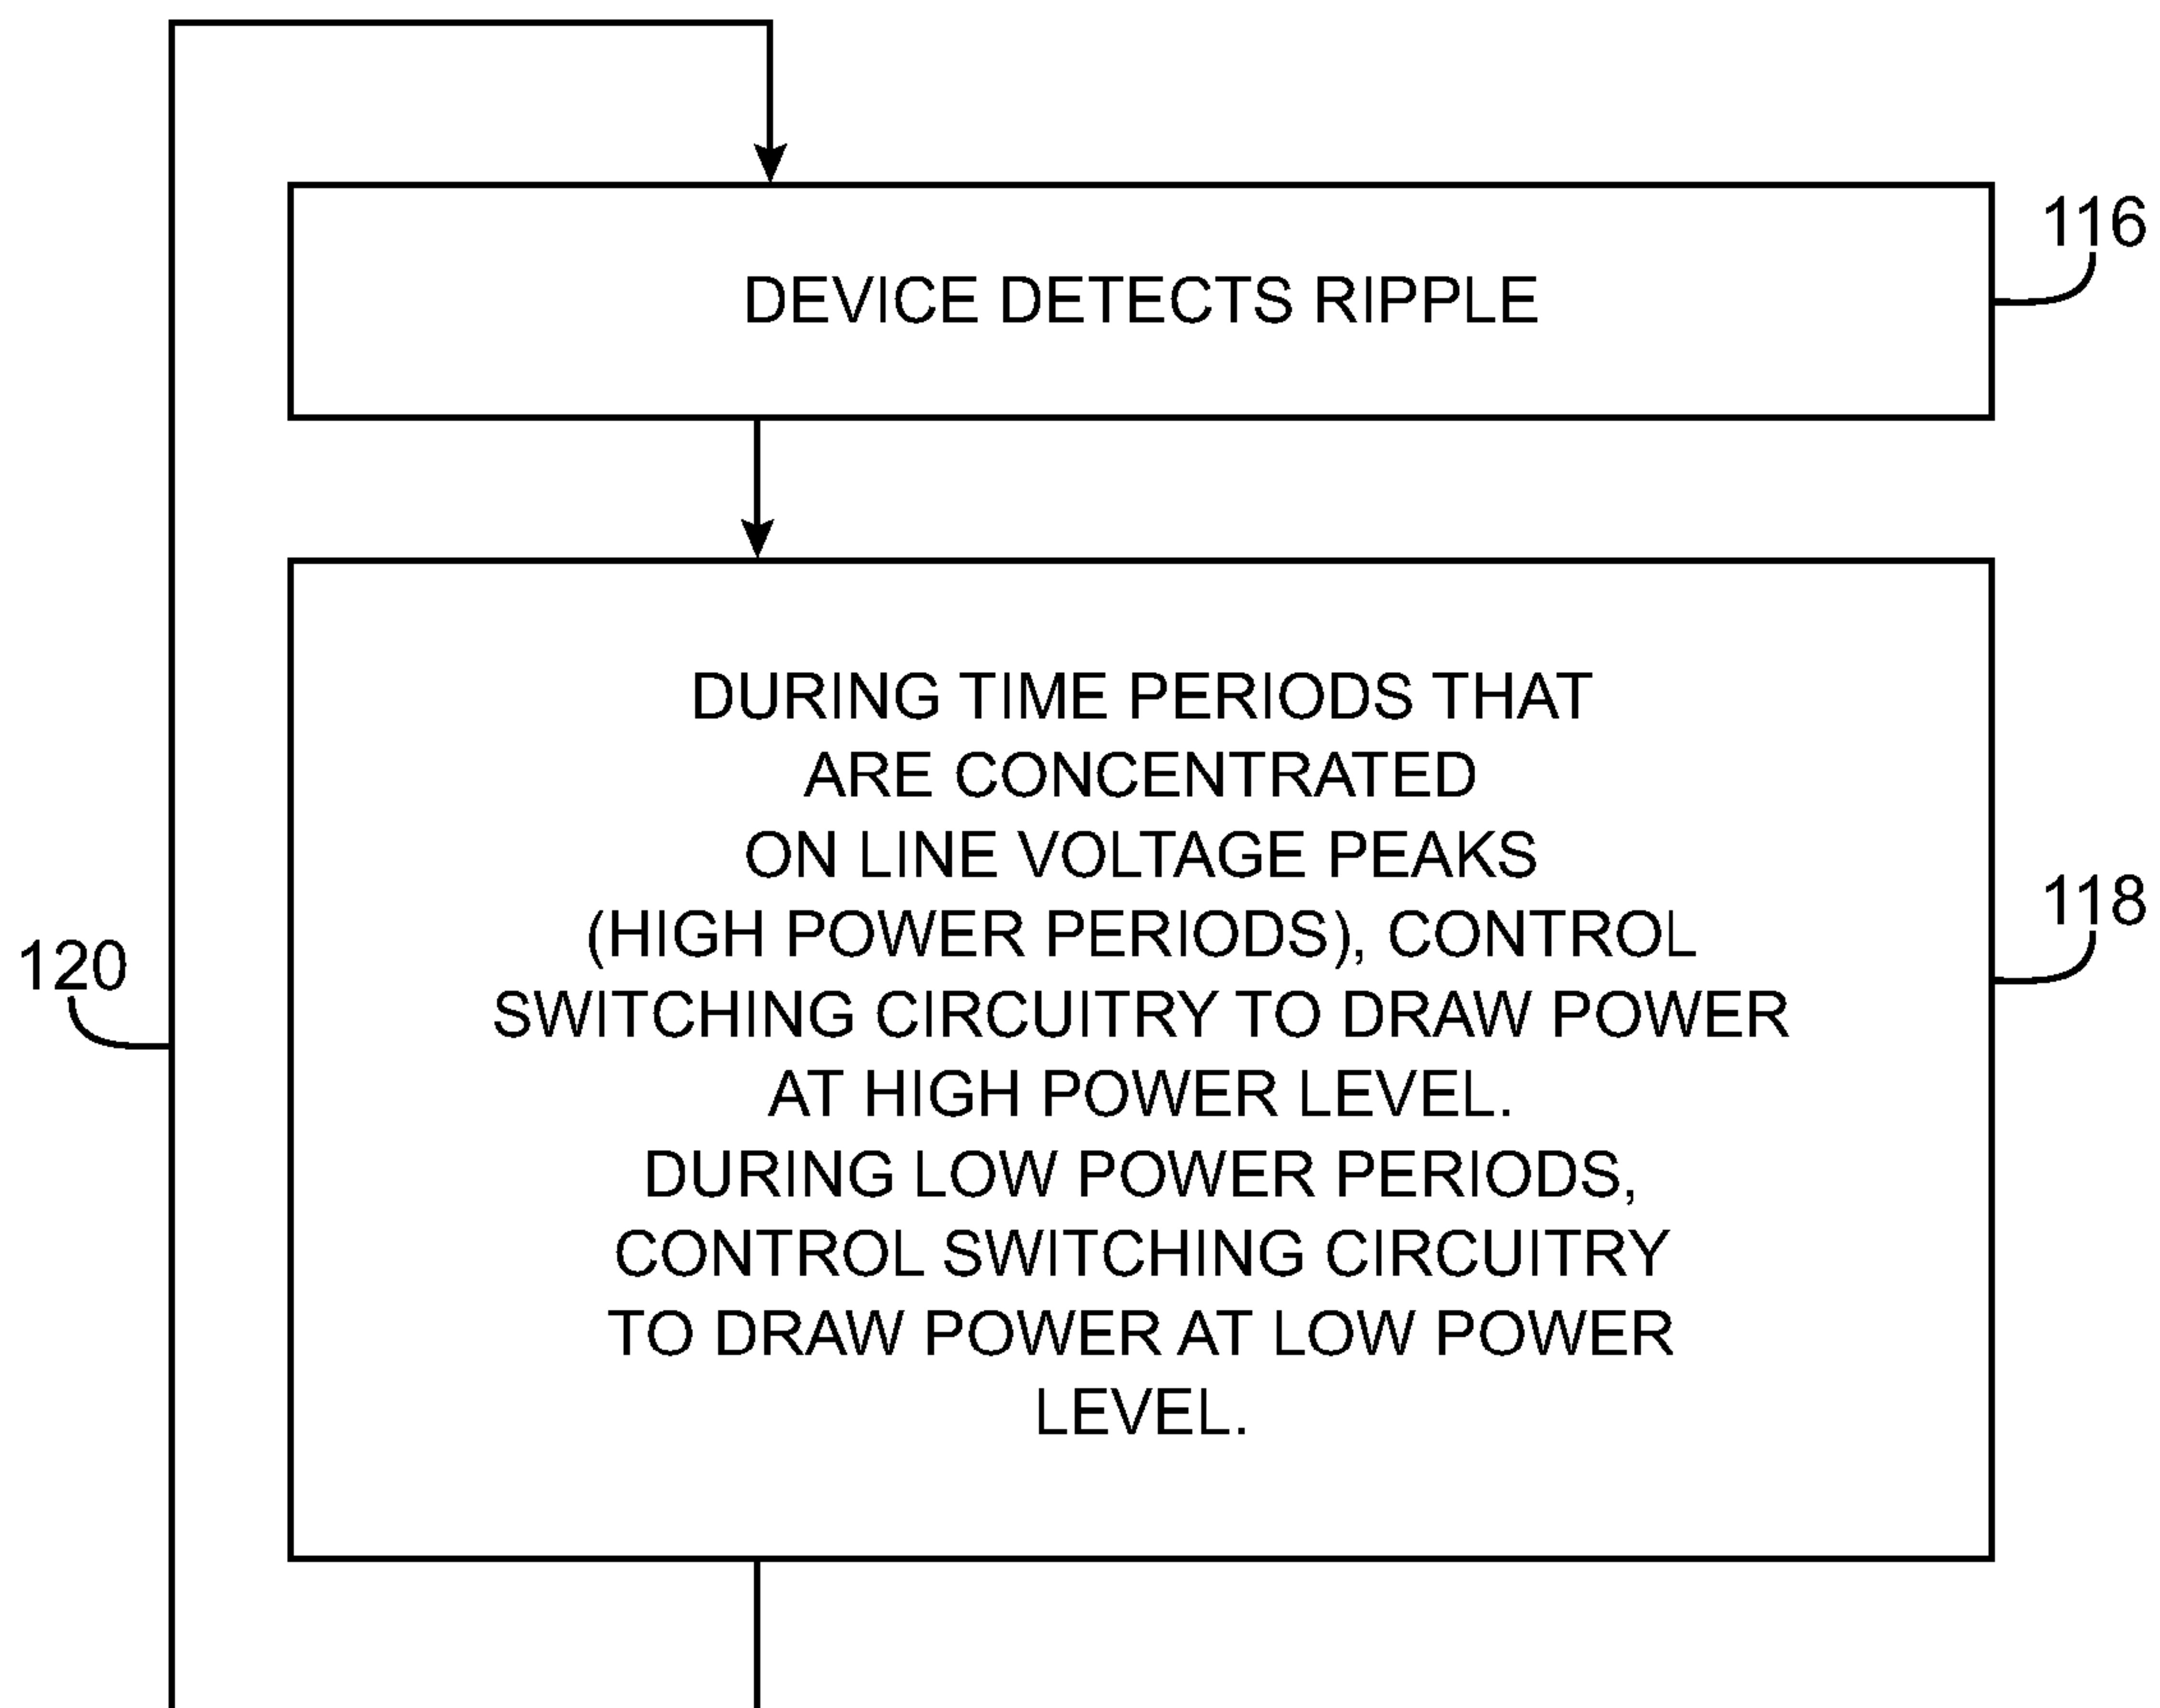 116
DEVICE DETECTS RIPPLE
DURING TIME PERIODS THAT
ARE CONCENTRATED
ON LINE VOLTAGE PEAKS
(HIGH POWER PERIODS), CONTROL
SWITCHING CIRCUITRY TO DRAW POWER
AT HIGH POWER LEVEL.
DURING LOW POWER PERIODS,
CONTROL SWITCHING CIRCUITRY
TO DRAW POWER AT LOW POWER
LEVEL.
118
120